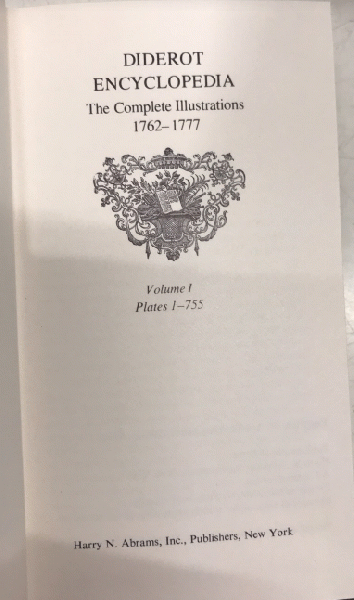 DIDEROT
ENCYCLOPEDIA
The Complete Illustrations
1762–1777
Volume I
Plates 1–755
Harry N. Abrams, Inc., Publishers, New York